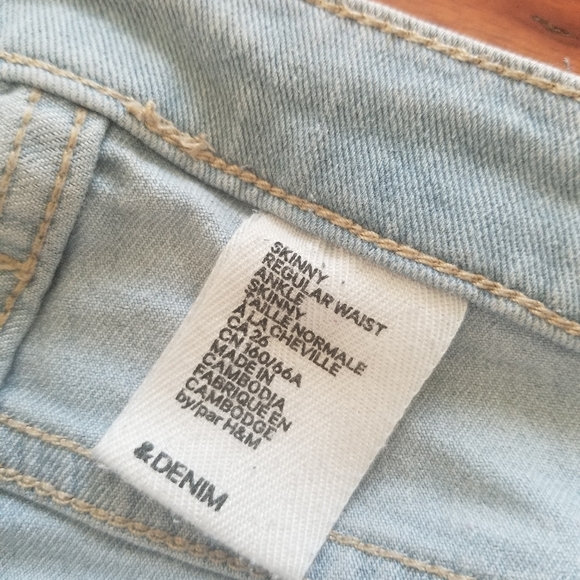 SKINNY
REGULAR WAIST
ANKLE
SKINNY
TAILLE NORMALE
À LA CHEVILLE
CA 26
CN 160/66A
MADE IN
CAMBODIA
FABRIQUE EN
CAMBODGE
by/par H&M
&DENIM